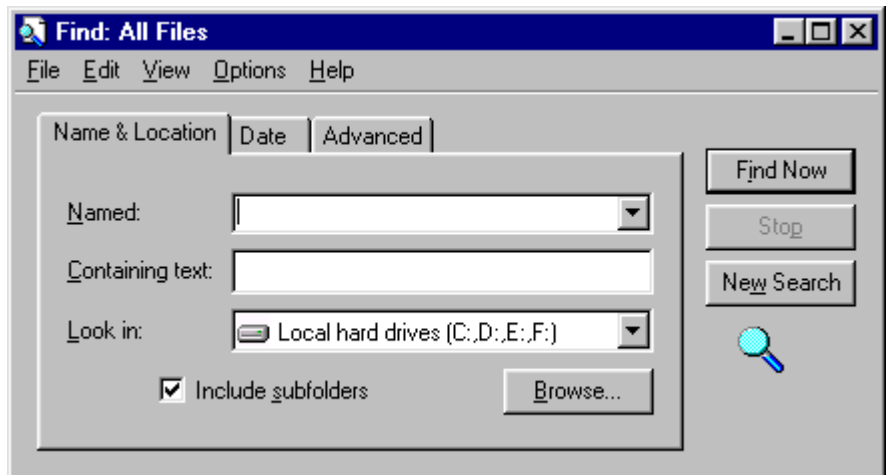 Find: All Files
File Edit View Options Help
Name & Location Date Advanced
Find Now
Named:
Stop
Containing text:
New Search
Look in: Local hard drives (C:,D:,E:,F:)
Include subfolders Browse...